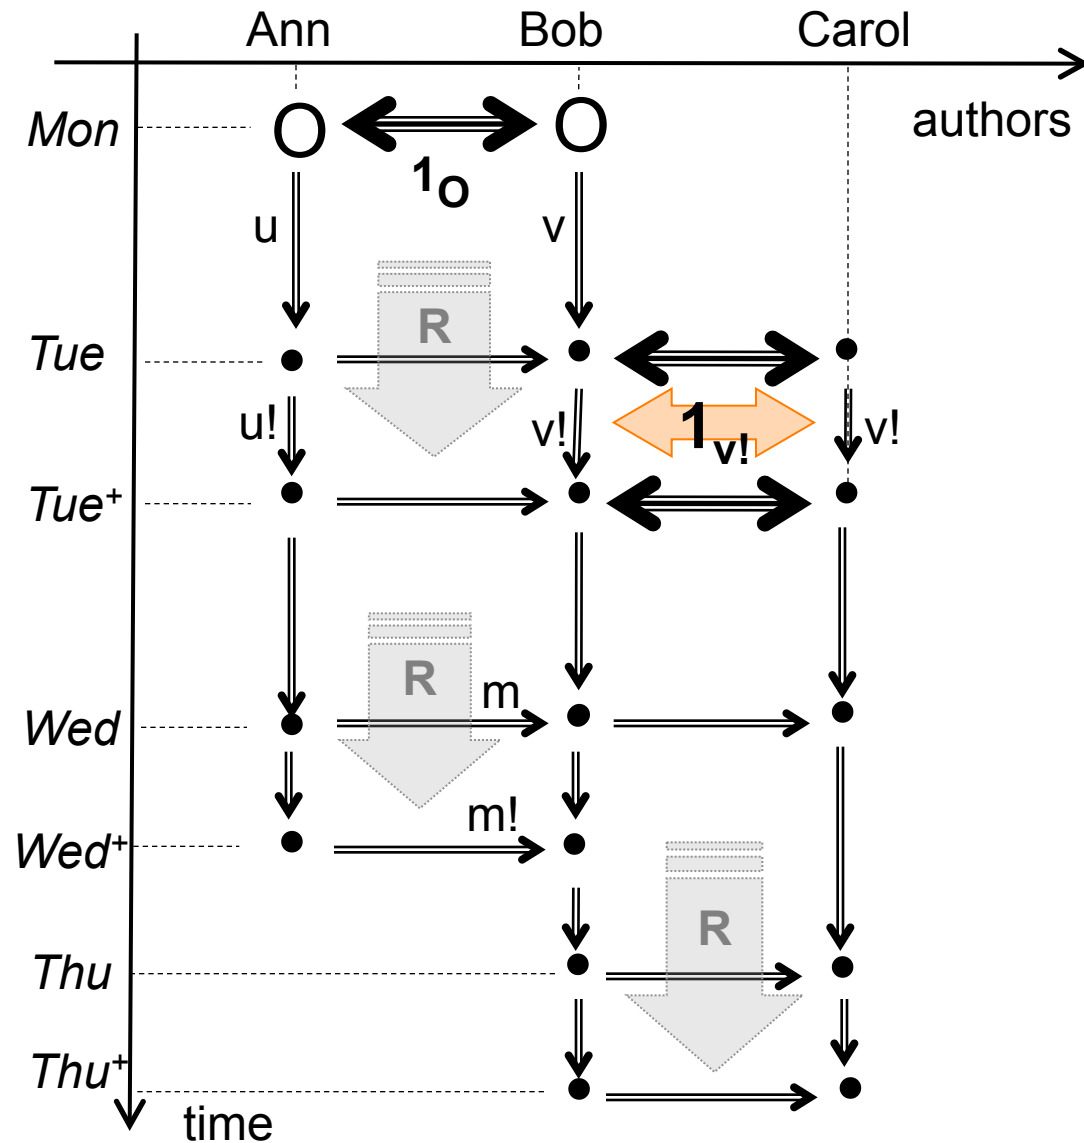 Ann Bob Carol
authors
Mon O O
1O
u v
R
Tue
u! v! 1v! v!
Tue+
R
m
Wed
m!
Wed+
R
Thu
Thu+
time